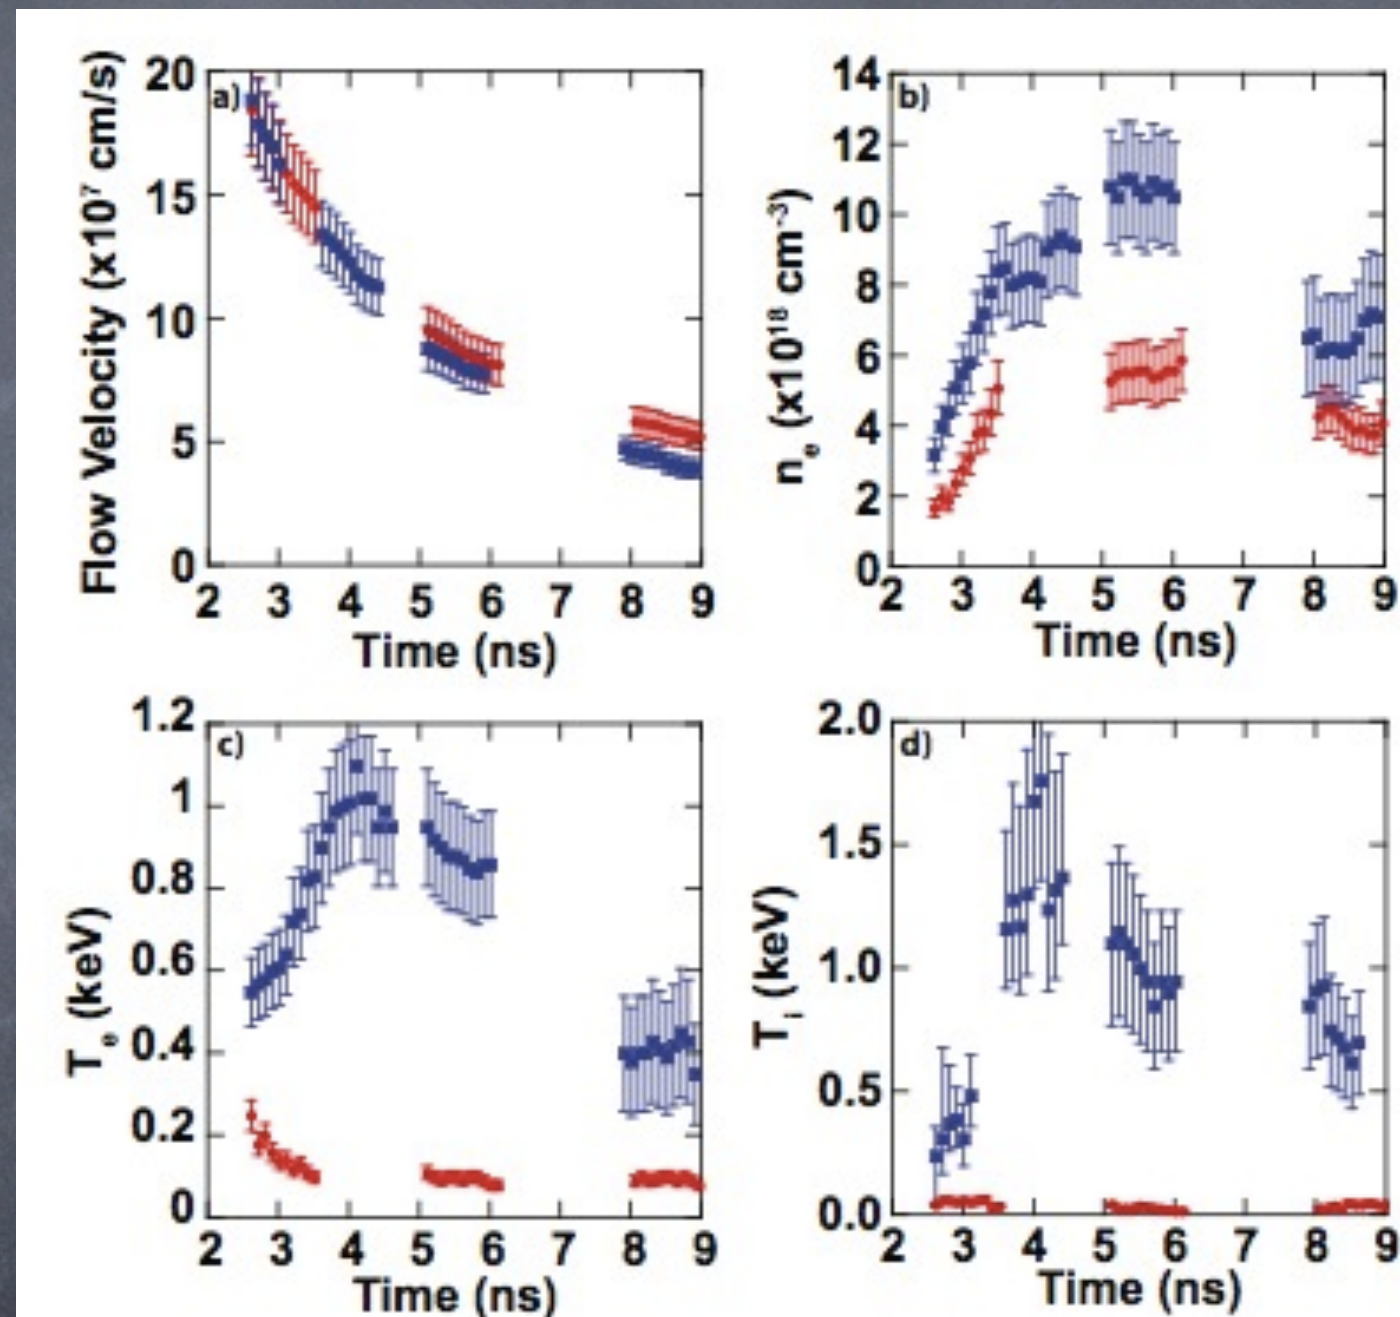 Flow Velocity (x10⁷ cm/s)
20
15
10
5
0
a)
2 3 4 5 6 7 8 9
Time (ns)
nₑ (x10¹⁸ cm⁻³)
14
12
10
8
6
4
2
0
b)
2 3 4 5 6 7 8 9
Time (ns)
Tₑ (keV)
1.2
1
0.8
0.6
0.4
0.2
0
c)
2 3 4 5 6 7 8 9
Time (ns)
Tᵢ (keV)
2.0
1.5
1.0
0.5
0.0
d)
2 3 4 5 6 7 8 9
Time (ns)